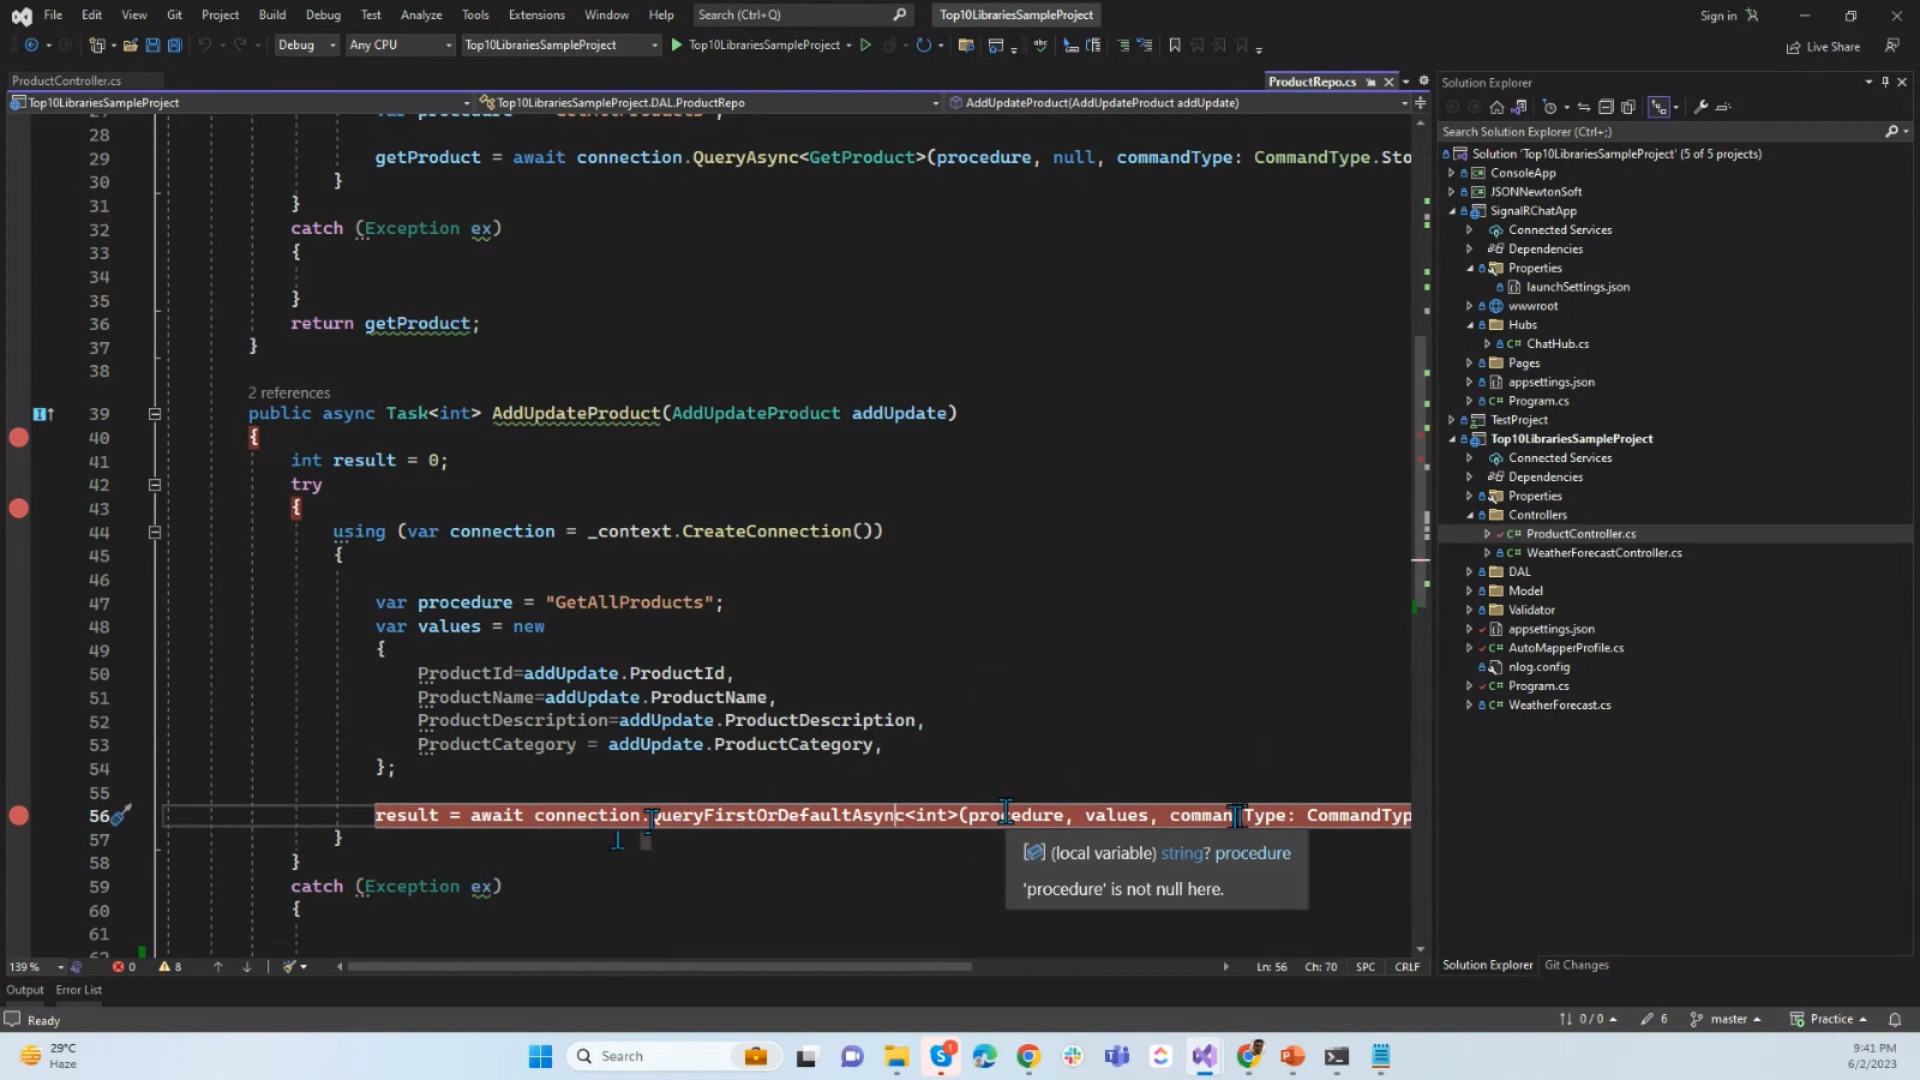 File Edit View Git Project Build Debug Test Analyze Tools Extensions Window Help Search (Ctrl+Q) Top10LibrariesSampleProject Sign in
Debug Any CPU Top10LibrariesSampleProject Top10LibrariesSampleProject Live Share
ProductController.cs ProductRepo.cs
Top10LibrariesSampleProject Top10LibrariesSampleProject.DAL.ProductRepo AddUpdateProduct(AddUpdateProduct addUpdate)
28
29 getProduct = await connection.QueryAsync<GetProduct>(procedure, null, commandType: CommandType.Sto
30 }
31 }
32 catch (Exception ex)
33 {
34
35 }
36 return getProduct;
37 }
38
2 references
39 public async Task<int> AddUpdateProduct(AddUpdateProduct addUpdate)
40 {
41 int result = 0;
42 try
43 {
44 using (var connection = _context.CreateConnection())
45 {
46
47 var procedure = "GetAllProducts";
48 var values = new
49 {
50 ProductId=addUpdate.ProductId,
51 ProductName=addUpdate.ProductName,
52 ProductDescription=addUpdate.ProductDescription,
53 ProductCategory = addUpdate.ProductCategory,
54 };
55
56 result = await connection.QueryFirstOrDefaultAsync<int>(procedure, values, commandType: CommandTyp
57 }
58 }
59 catch (Exception ex)
60 {
61
(local variable) string? procedure
'procedure' is not null here.
139 % 0 8 Ln: 56 Ch: 70 SPC CRLF
Output Error List
Ready 0 / 0 6 master Practice
Solution Explorer
Search Solution Explorer (Ctrl+;)
Solution 'Top10LibrariesSampleProject' (5 of 5 projects)
ConsoleApp
JSONNewtonSoft
SignalRChatApp
Connected Services
Dependencies
Properties
launchSettings.json
wwwroot
Hubs
C# ChatHub.cs
Pages
appsettings.json
C# Program.cs
TestProject
Top10LibrariesSampleProject
Connected Services
Dependencies
Properties
Controllers
C# ProductController.cs
C# WeatherForecastController.cs
DAL
Model
Validator
appsettings.json
C# AutoMapperProfile.cs
nlog.config
C# Program.cs
C# WeatherForecast.cs
Solution Explorer Git Changes
29°C
Haze
Search
1
9:41 PM
6/2/2023